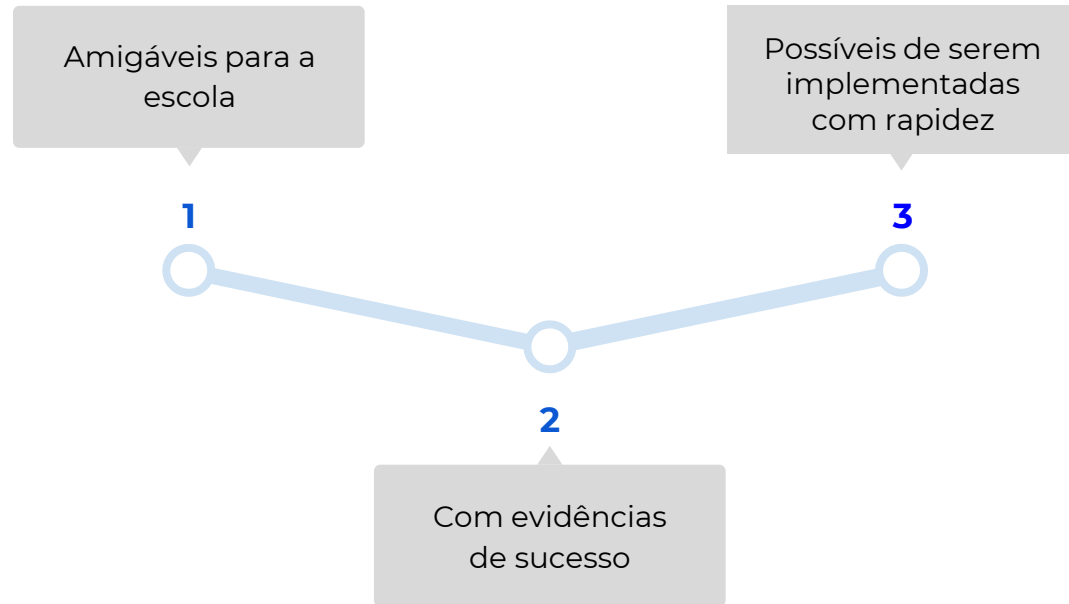 Amigáveis para a
escola
1
2
Com evidências
de sucesso
Possíveis de serem
implementadas
com rapidez
3